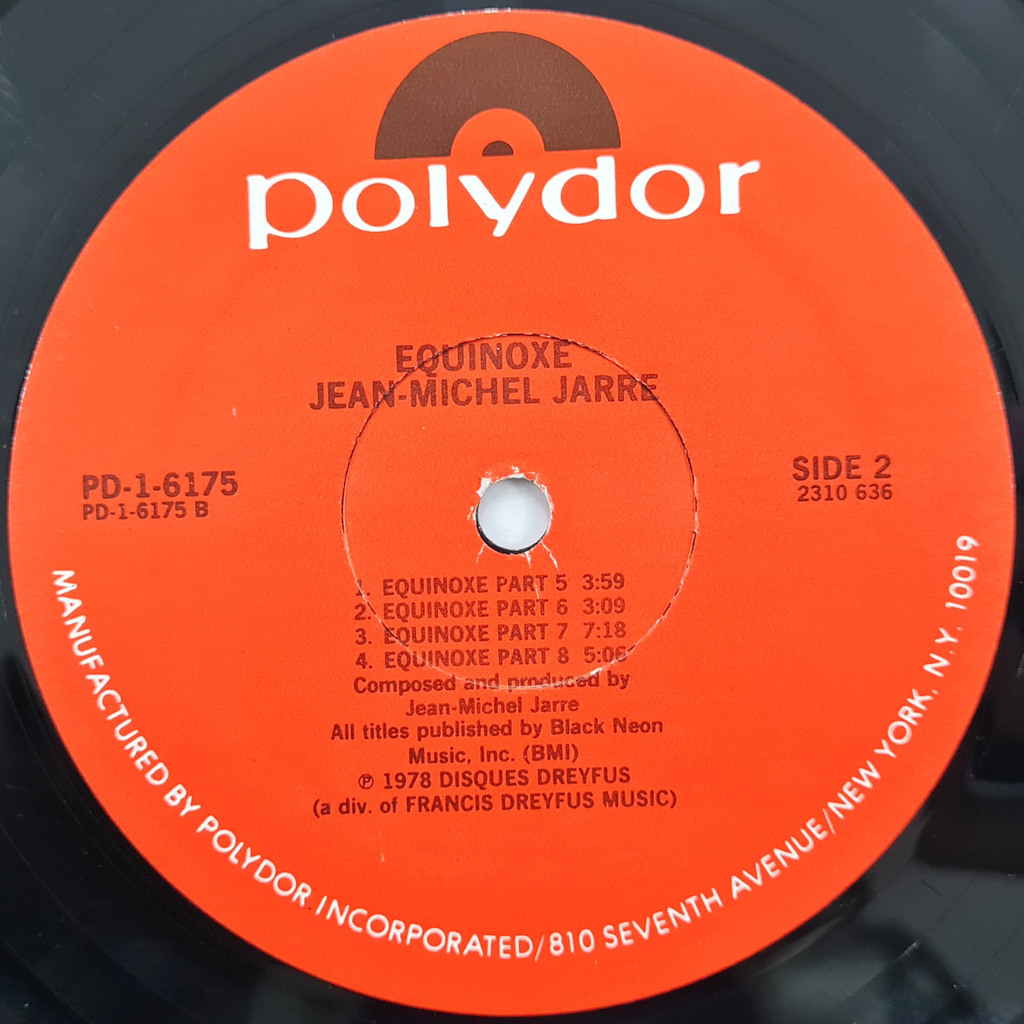 polydor
EQUINOXE
JEAN-MICHEL JARRE
PD-1-6175
PD-1-6175 B
SIDE 2
2310 636
1. EQUINOXE PART 5 3:59
2. EQUINOXE PART 6 3:09
3. EQUINOXE PART 7 7:18
4. EQUINOXE PART 8 5:06
Composed and produced by
Jean-Michel Jarre
All titles published by Black Neon
Music, Inc. (BMI)
℗ 1978 DISQUES DREYFUS
(a div. of FRANCIS DREYFUS MUSIC)
MANUFACTURED BY POLYDOR INCORPORATED/810 SEVENTH AVENUE/NEW YORK, N.Y. 10019